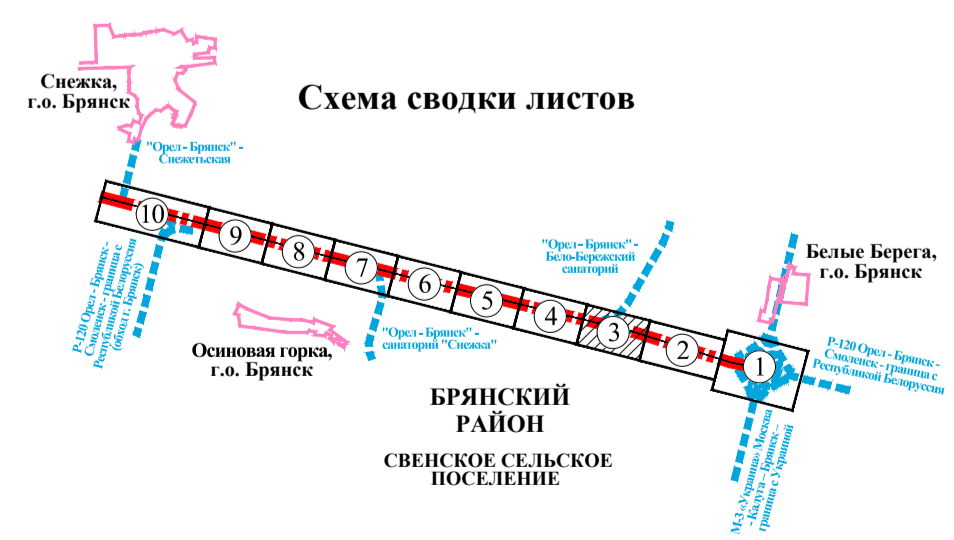 Схема сводки листов
Снежка,
г.о. Брянск
"Орел - Брянск" -
Снежетьская
10
9
8
7
6
5
4
3
2
1
"Орел - Брянск" -
Бело-Бережский
санаторий
Белые Берега,
г.о. Брянск
Р-120 Орел - Брянск -
Смоленск - граница с
Республикой Белоруссия
(обход г. Брянск)
Осиновая горка,
г.о. Брянск
"Орел - Брянск" -
санаторий "Снежка"
Р-120 Орел - Брянск -
Смоленск - граница с
Республикой Белоруссия
БРЯНСКИЙ
РАЙОН
СВЕНСКОЕ СЕЛЬСКОЕ
ПОСЕЛЕНИЕ
М-3 «Украина» Москва
- Калуга – Брянск –
граница с Украиной